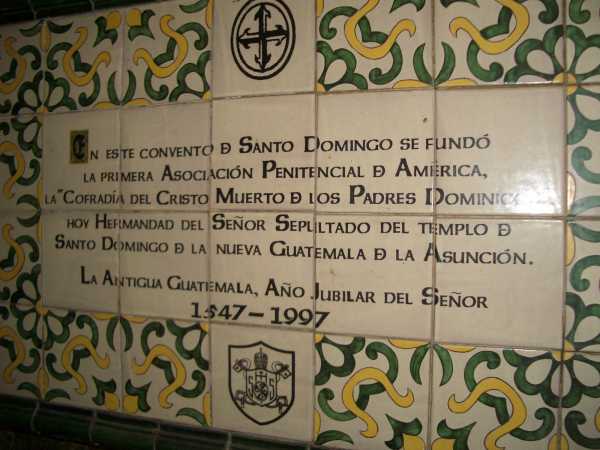 En este convento đ Santo Domingo se fundó
la primera Asociación Penitencial đ América,
la "Cofradía del Cristo Muerto đ los Padres
hoy Hermandad del Señor Sepultado del templo đ
Santo Domingo đ la nueva Guatemala đ la Asunción.
La Antigua Guatemala, Año Jubilar del Señor
1547-1997